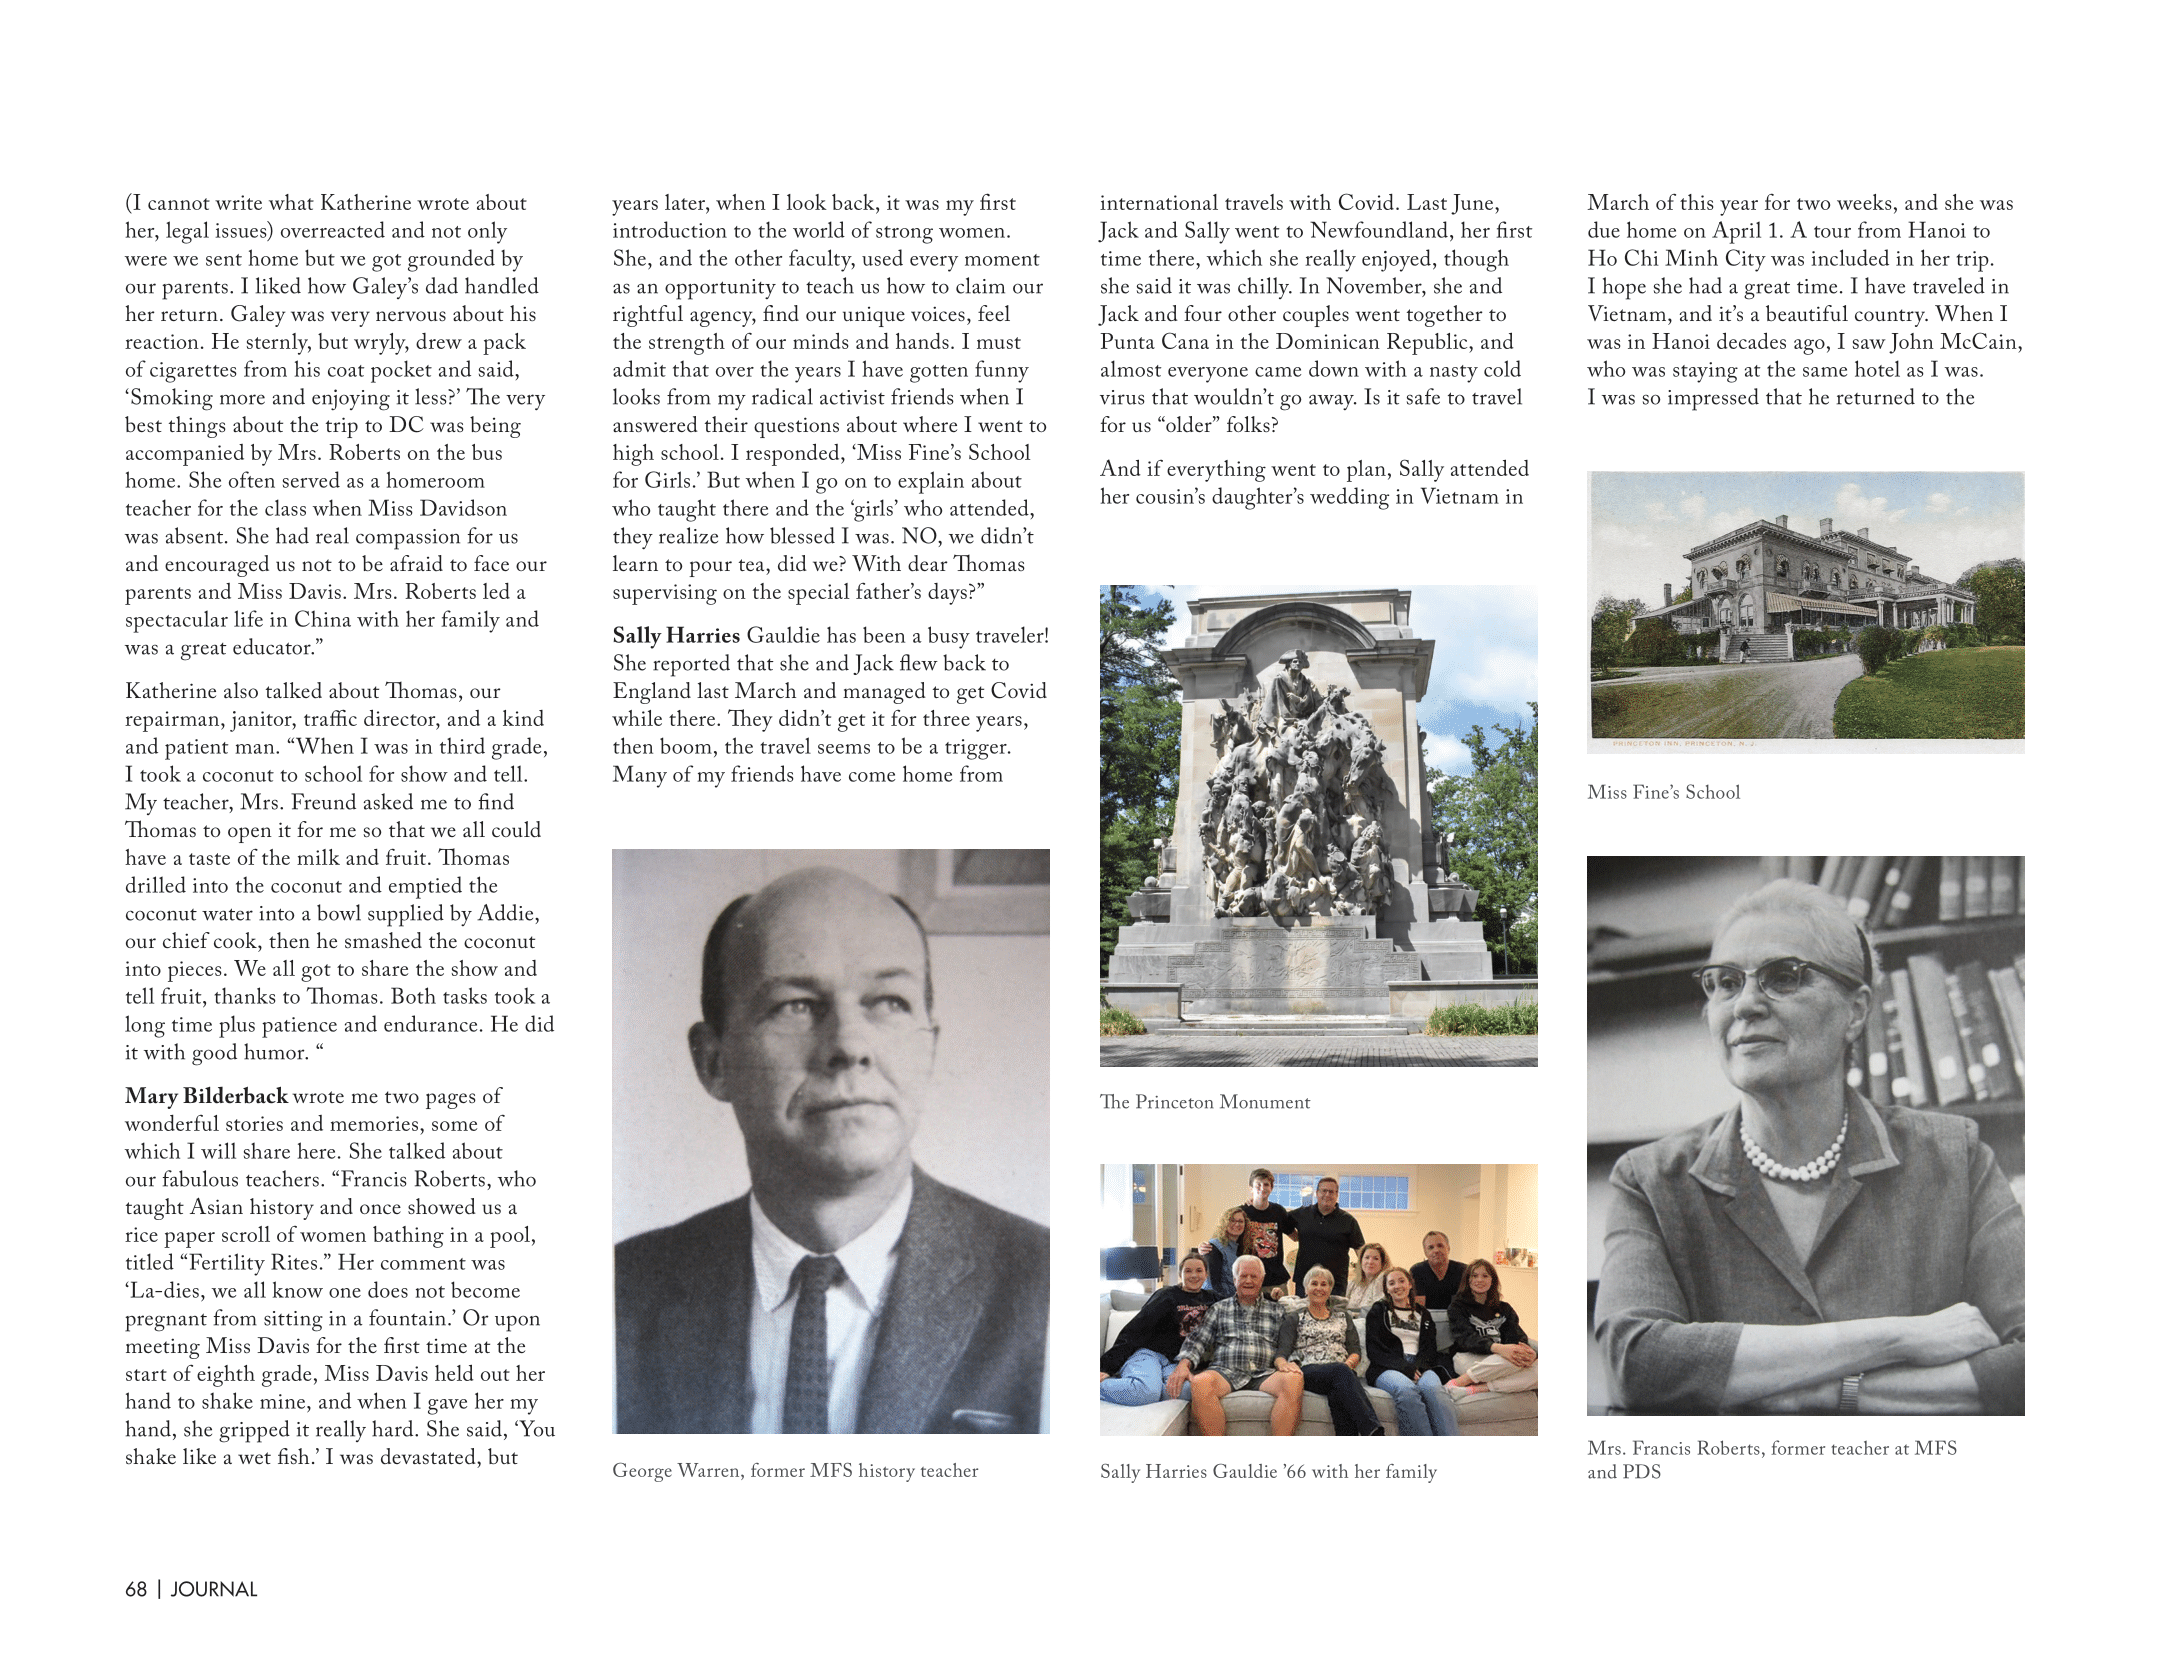 (I cannot write what Katherine wrote about
her, legal issues) overreacted and not only
were we sent home but we got grounded by
our parents. I liked how Galey’s dad handled
her return. Galey was very nervous about his
reaction. He sternly, but wryly, drew a pack
of cigarettes from his coat pocket and said,
‘Smoking more and enjoying it less?’ The very
best things about the trip to DC was being
accompanied by Mrs. Roberts on the bus
home. She often served as a homeroom
teacher for the class when Miss Davidson
was absent. She had real compassion for us
and encouraged us not to be afraid to face our
parents and Miss Davis. Mrs. Roberts led a
spectacular life in China with her family and
was a great educator.”
Katherine also talked about Thomas, our
repairman, janitor, traffic director, and a kind
and patient man. “When I was in third grade,
I took a coconut to school for show and tell.
My teacher, Mrs. Freund asked me to find
Thomas to open it for me so that we all could
have a taste of the milk and fruit. Thomas
drilled into the coconut and emptied the
coconut water into a bowl supplied by Addie,
our chief cook, then he smashed the coconut
into pieces. We all got to share the show and
tell fruit, thanks to Thomas. Both tasks took a
long time plus patience and endurance. He did
it with good humor. “
Mary Bilderback wrote me two pages of
wonderful stories and memories, some of
which I will share here. She talked about
our fabulous teachers. “Francis Roberts, who
taught Asian history and once showed us a
rice paper scroll of women bathing in a pool,
titled “Fertility Rites.” Her comment was
‘La-dies, we all know one does not become
pregnant from sitting in a fountain.’ Or upon
meeting Miss Davis for the first time at the
start of eighth grade, Miss Davis held out her
hand to shake mine, and when I gave her my
hand, she gripped it really hard. She said, ‘You
shake like a wet fish.’ I was devastated, but
years later, when I look back, it was my first
introduction to the world of strong women.
She, and the other faculty, used every moment
as an opportunity to teach us how to claim our
rightful agency, find our unique voices, feel
the strength of our minds and hands. I must
admit that over the years I have gotten funny
looks from my radical activist friends when I
answered their questions about where I went to
high school. I responded, ‘Miss Fine’s School
for Girls.’ But when I go on to explain about
who taught there and the ‘girls’ who attended,
they realize how blessed I was. NO, we didn’t
learn to pour tea, did we? With dear Thomas
supervising on the special father’s days?”
Sally Harries Gauldie has been a busy traveler!
She reported that she and Jack flew back to
England last March and managed to get Covid
while there. They didn’t get it for three years,
then boom, the travel seems to be a trigger.
Many of my friends have come home from
George Warren, former MFS history teacher
international travels with Covid. Last June,
Jack and Sally went to Newfoundland, her first
time there, which she really enjoyed, though
she said it was chilly. In November, she and
Jack and four other couples went together to
Punta Cana in the Dominican Republic, and
almost everyone came down with a nasty cold
virus that wouldn’t go away. Is it safe to travel
for us “older” folks?
And if everything went to plan, Sally attended
her cousin’s daughter’s wedding in Vietnam in
The Princeton Monument
Sally Harries Gauldie ’66 with her family
March of this year for two weeks, and she was
due home on April 1. A tour from Hanoi to
Ho Chi Minh City was included in her trip.
I hope she had a great time. I have traveled in
Vietnam, and it’s a beautiful country. When I
was in Hanoi decades ago, I saw John McCain,
who was staying at the same hotel as I was.
I was so impressed that he returned to the
PRINCETON INN, PRINCETON, N. J.
Miss Fine’s School
Mrs. Francis Roberts, former teacher at MFS
and PDS
68 | JOURNAL